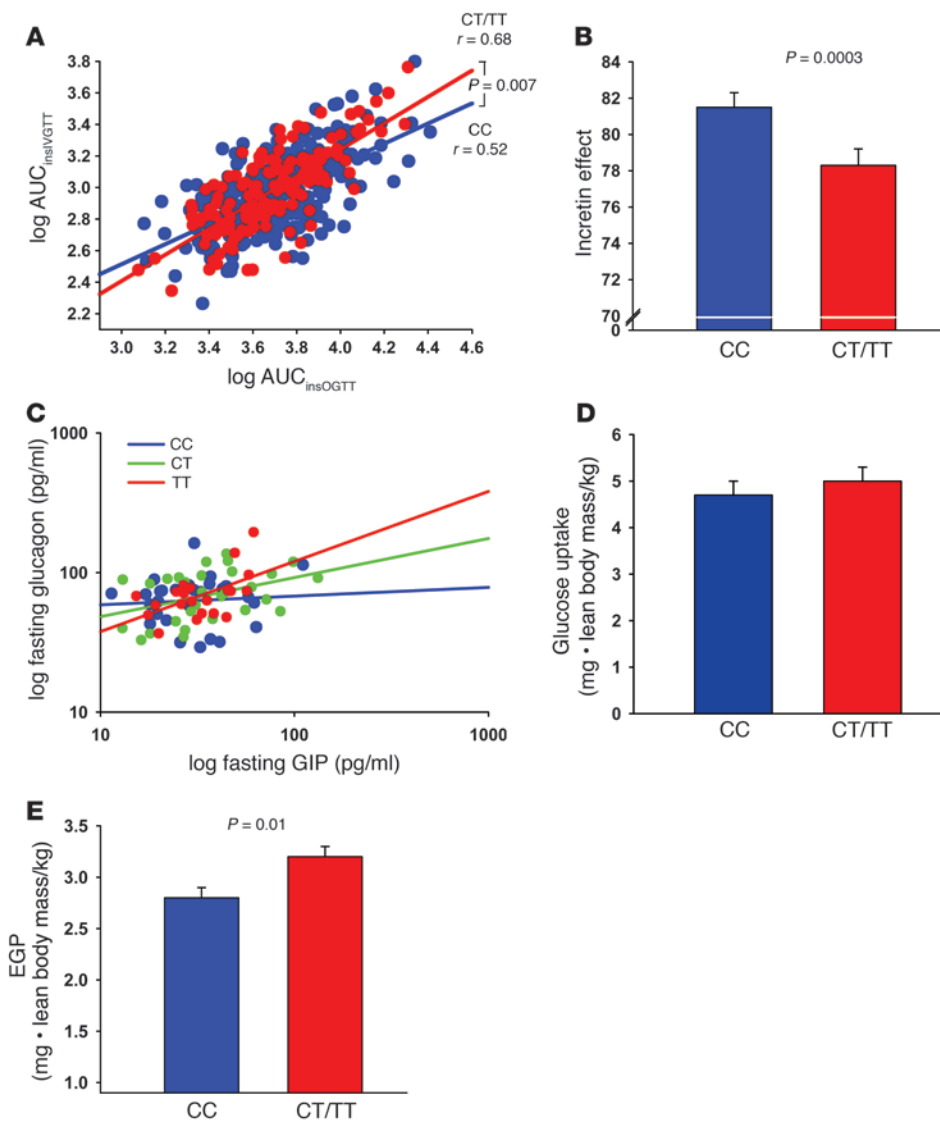 A
CT/TT
r = 0.68
P = 0.007
CC
r = 0.52
3.8
3.6
3.4
3.2
3.0
2.8
2.6
2.4
2.2
log AUCinsIVGTT
3.0 3.2 3.4 3.6 3.8 4.0 4.2 4.4 4.6
log AUCinsOGTT
B
P = 0.0003
84
82
80
78
76
74
72
70
0
Incretin effect
CC CT/TT
C
1000
100
10
log fasting glucagon (pg/ml)
CC
CT
TT
10 100 1000
log fasting GIP (pg/ml)
D
6
5
4
3
2
1
0
Glucose uptake
(mg • lean body mass/kg)
CC CT/TT
E
P = 0.01
3.5
3.0
2.5
2.0
1.5
1.0
EGP
(mg • lean body mass/kg)
CC CT/TT